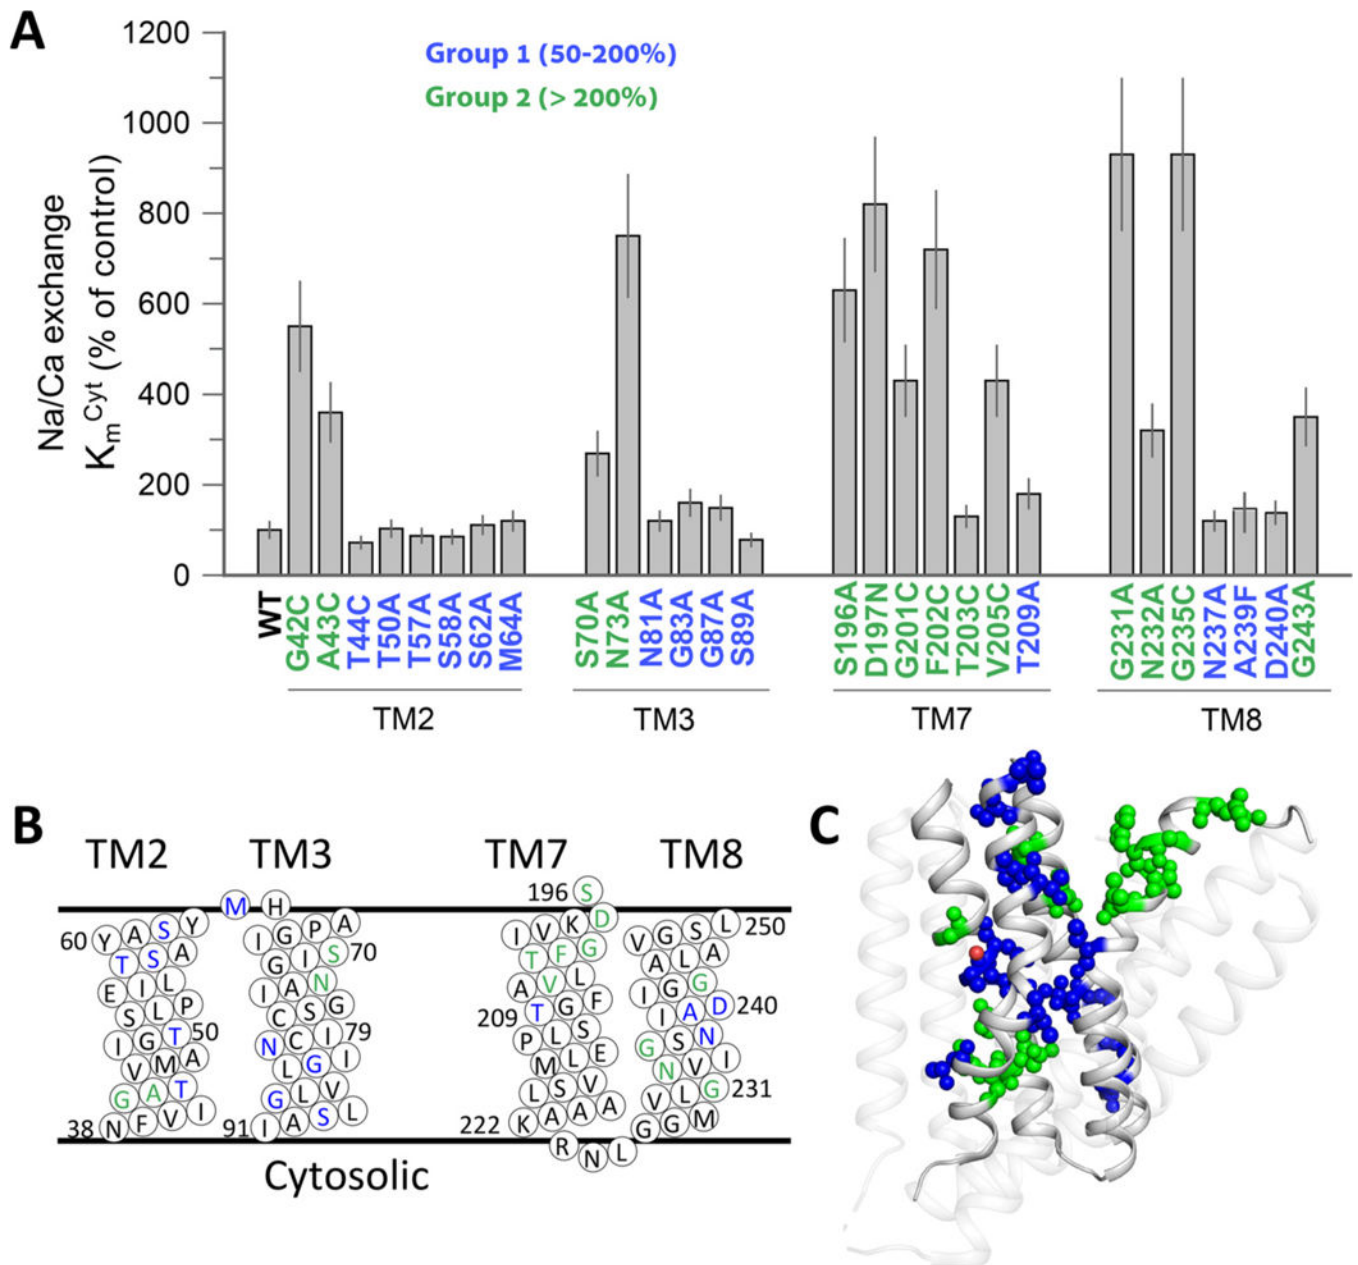 A
1200
1000
800
600
400
200
0
Na/Ca exchange
KmCyt (% of control)
Group 1 (50-200%)
Group 2 (> 200%)
WT G42C A43C T44C T50A T57A S58A S62A M64A S70A N73A N81A G83A G87A S89A S196A D197N G201C F202C T203C V205C T209A G231A N232A G235C N237A A239F D240A G243A
TM2 TM3 TM7 TM8
B
TM2 TM3 TM7 TM8
60 Y A S Y
T S A
E I L
S L P
I G T 50
V M A
G A T
38 N F V I
M H
I G P A
G I S 70
I A N
C S G
N C I 79
L G I
G L V
91 I A S L
196 S
I V K D
T F G
A V L
209 T G F
P L S
M L E
L S V
222 K A A A
R N L
V G S L 250
A L A
I G G
I A D 240
G S N
N V I
V L G 231
G G M
Cytosolic
C